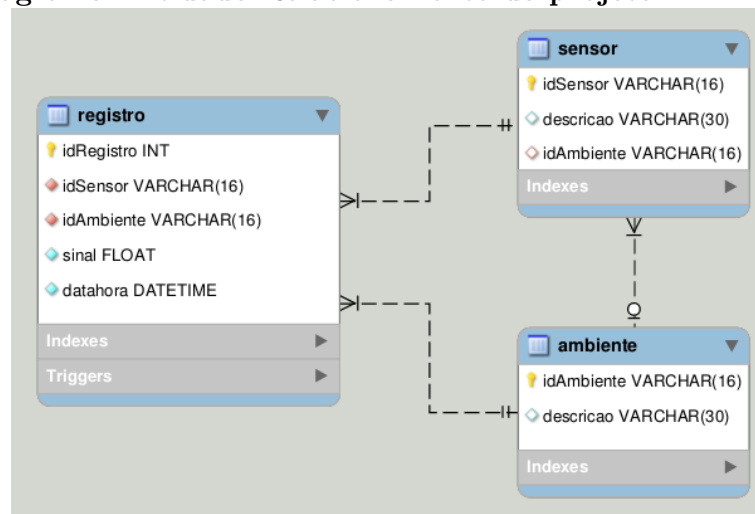 registro
idRegistro INT
idSensor VARCHAR(16)
idAmbiente VARCHAR(16)
sinal FLOAT
datahora DATETIME
Indexes
Triggers
sensor
idSensor VARCHAR(16)
descricao VARCHAR(30)
idAmbiente VARCHAR(16)
Indexes
ambiente
idAmbiente VARCHAR(16)
descricao VARCHAR(30)
Indexes